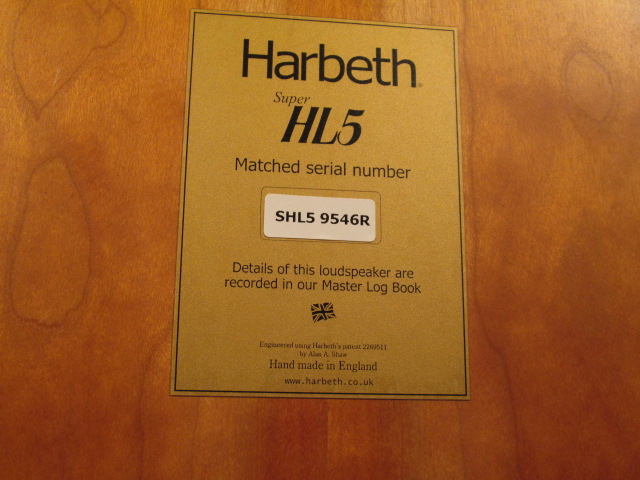 Harbeth
Super
HL5
Matched serial number
SHL5 9546R
Details of this loudspeaker are
recorded in our Master Log Book
Engineered using Harbeth's patent 2269511
by Alan A. Shaw
Hand made in England
www.harbeth.co.uk